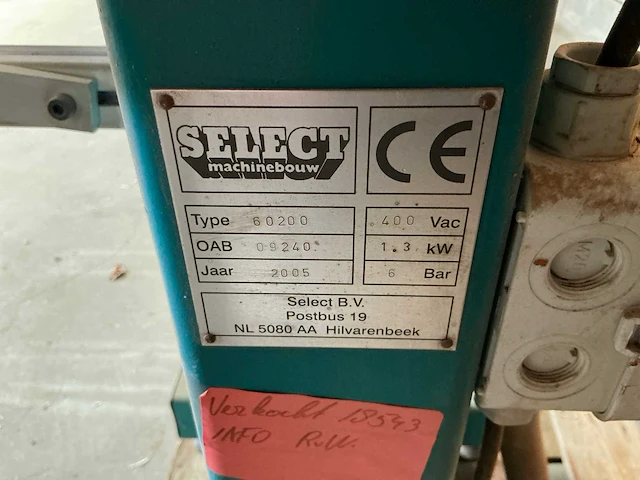 SELECT
machinebouw
CE
Type 60200
OAB 09240
Jaar 2005
400 Vac
1.3 kW
6 Bar
Select B.V.
Postbus 19
NL 5080 AA Hilvarenbeek
Verkocht 18543
INFO R.W.